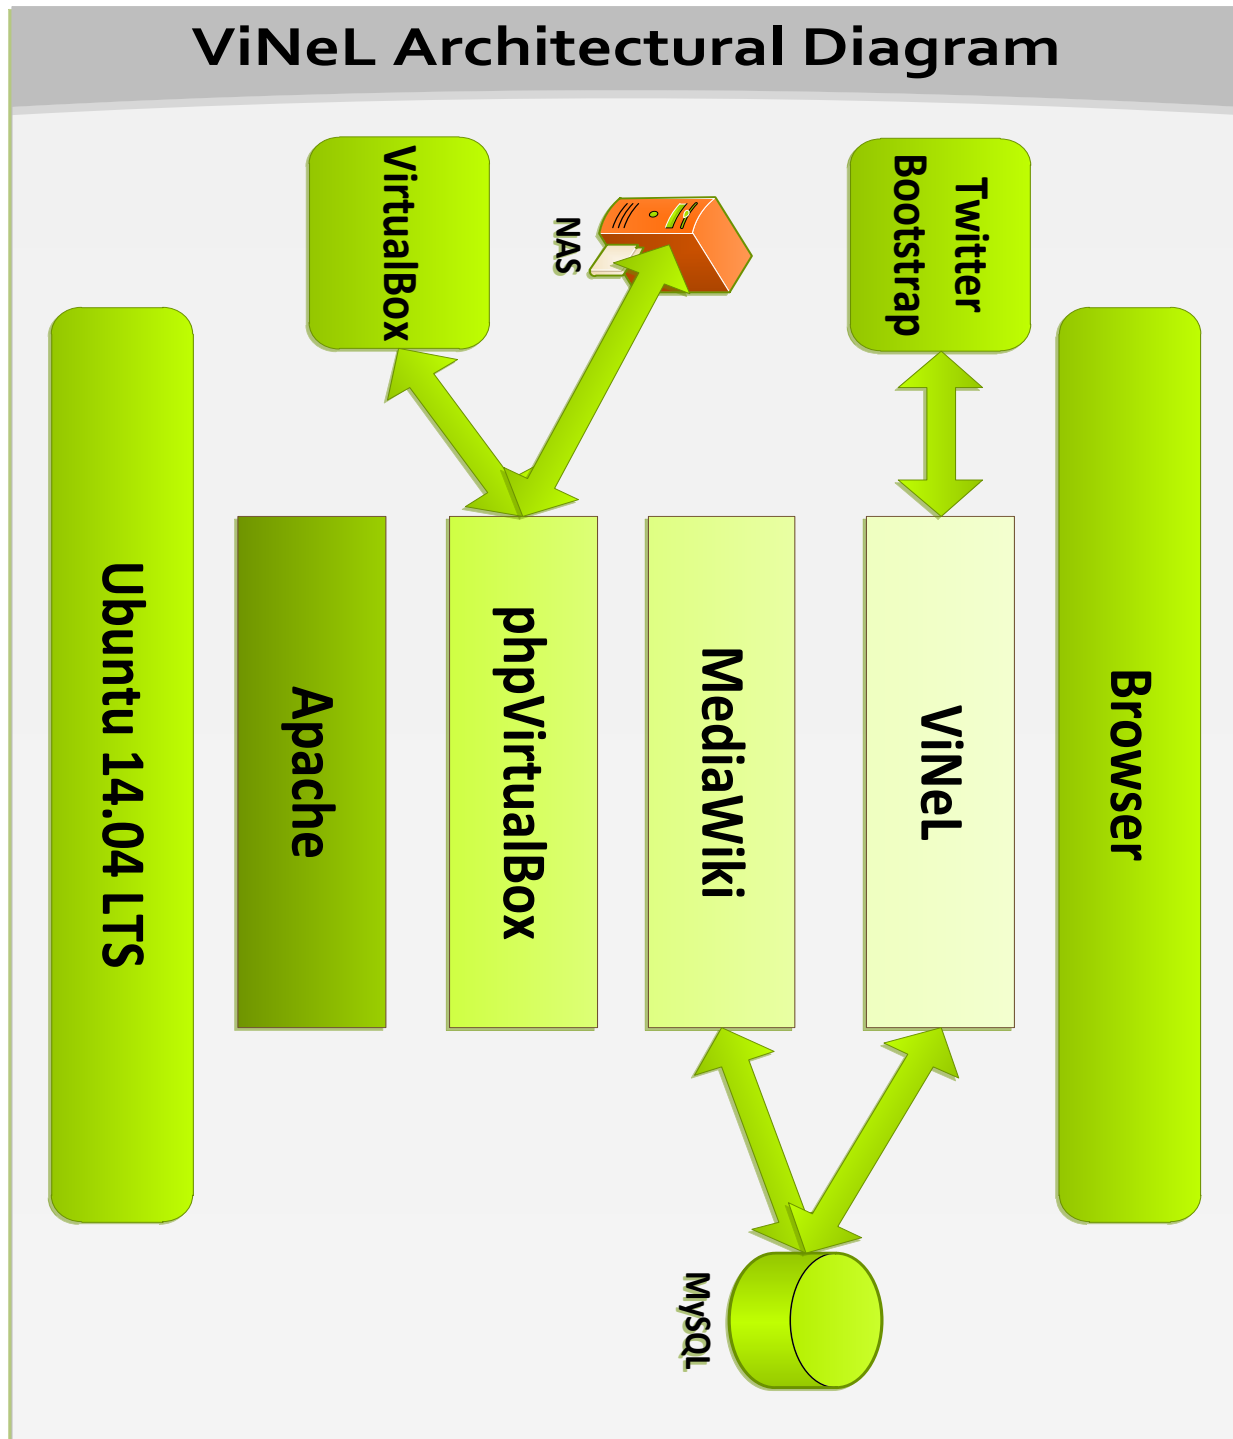 ViNeL Architectural Diagram
VirtualBox
NAS
Twitter
Bootstrap
Ubuntu 14.04 LTS
Apache
phpVirtualBox
MediaWiki
ViNeL
Browser
MySQL